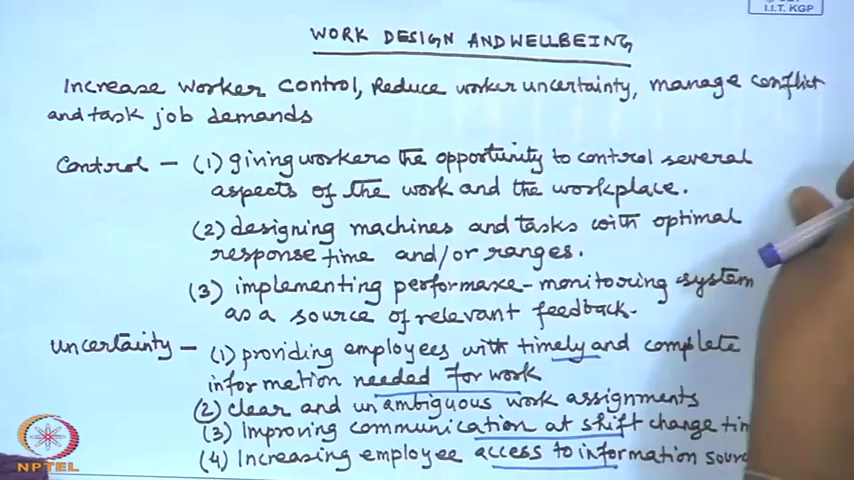 I.I.T. KGP
WORK DESIGN AND WELLBEING
Increase worker control, Reduce worker uncertainty, manage conflict
and task job demands
Control - (1) giving workers the opportunity to control several
aspects of the work and the workplace.
(2) designing machines and tasks with optimal
response time and/or ranges.
(3) implementing performance-monitoring system
as a source of relevant feedback.
Uncertainty - (1) providing employees with timely and complete
information needed for work
(2) clear and unambiguous work assignments
(3) Improving communication at shift change
(4) Increasing employee access to information
NPTEL